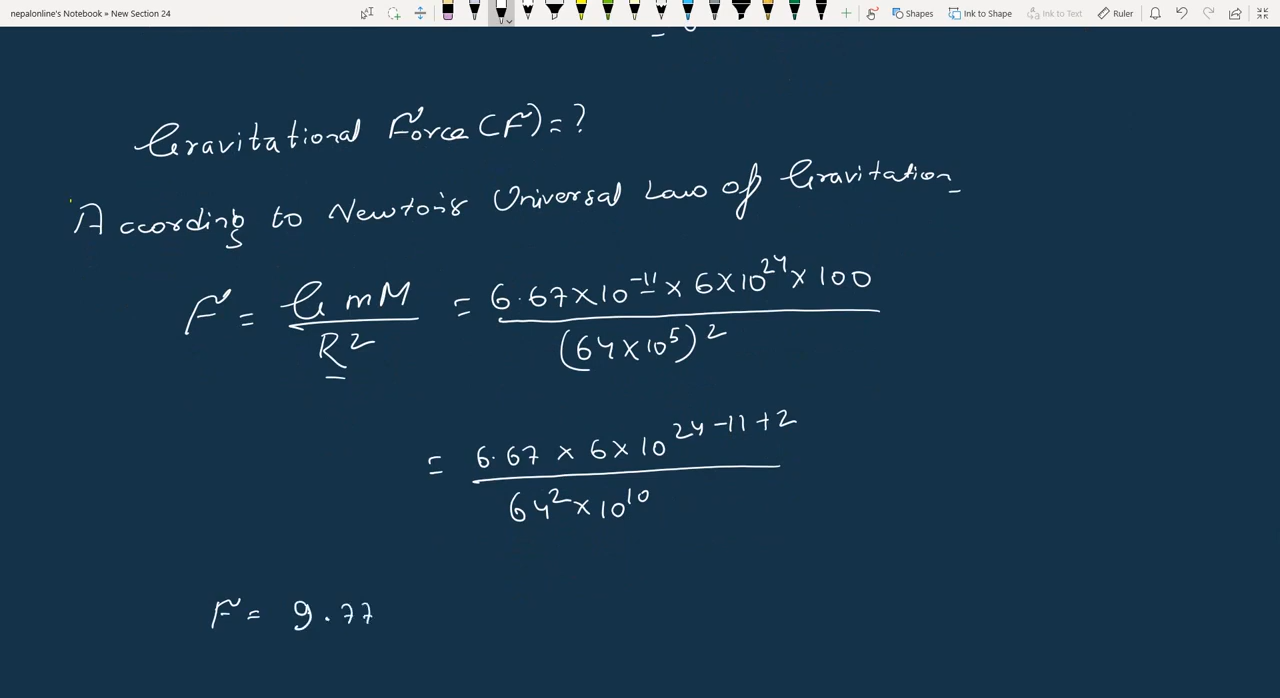 nepalonline's Notebook » New Section 24
Shapes Ink to Shape Ink to Text Ruler
Gravitational Force (F) = ?
According to Newton's Universal Law of Gravitation
F = G m M / R² = 6.67 × 10⁻¹¹ × 6 × 10²⁴ × 100 / (64 × 10⁵)²
= 6.67 × 6 × 10²⁴⁻¹¹⁺² / 64² × 10¹⁰
F = 9.77